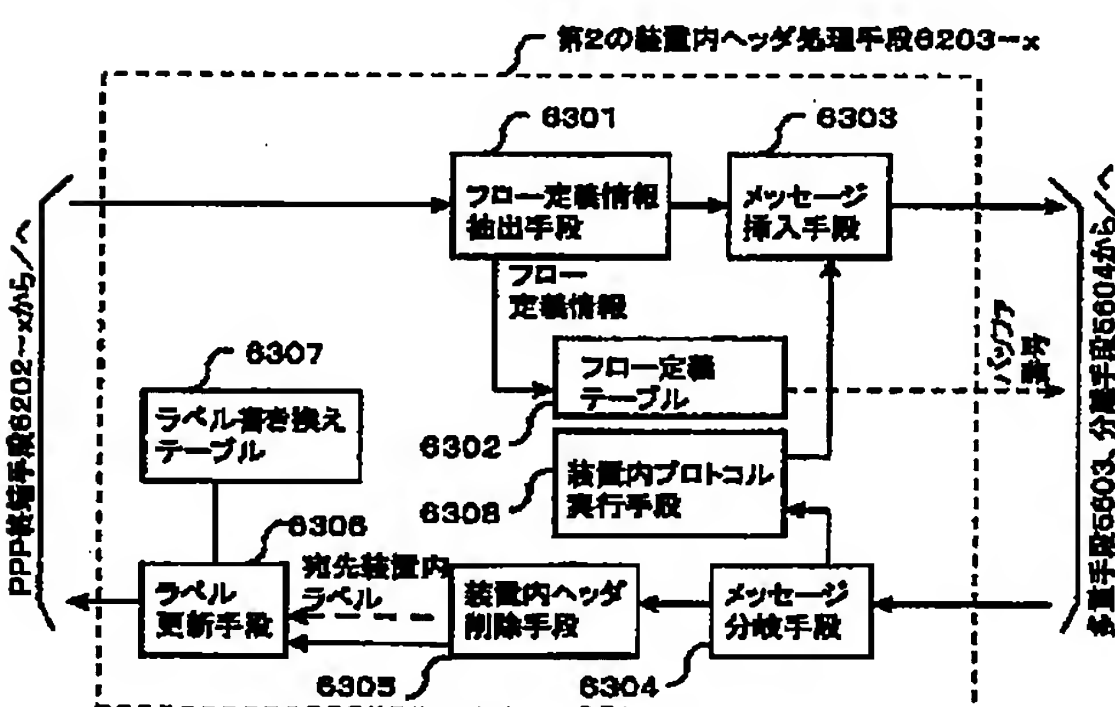 第2の装置内ヘッダ処理手段6203-x
6301
6303
フロー定義情報
抽出手段
メッセージ
挿入手段
フロー
定義情報
6307
フロー定義
テーブル
ラベル書き換え
テーブル
6302
装置内プロトコル
実行手段
6308
6306
宛先装置内
ラベル
ラベル
更新手段
装置内ヘッダ
削除手段
メッセージ
分岐手段
6305
6304
PPP終端手段6202-xから/へ
バッファ
番号
多重手段5603、分離手段5604から/へ